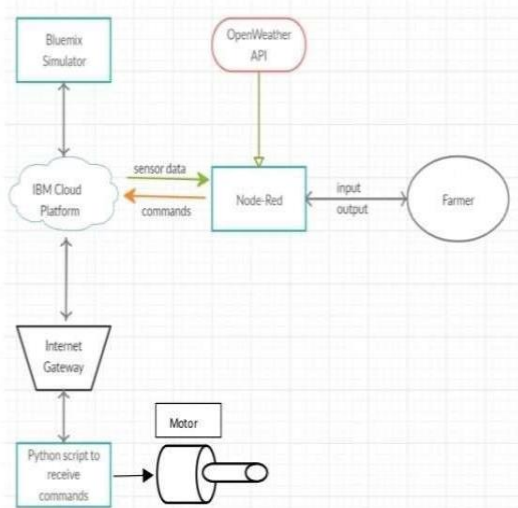 Bluemix
Simulator
OpenWeather
API
sensor data
IBM Cloud
Platform
commands
Node-Red
input
output
Farmer
Internet
Gateway
Motor
Python script to
receive
commands